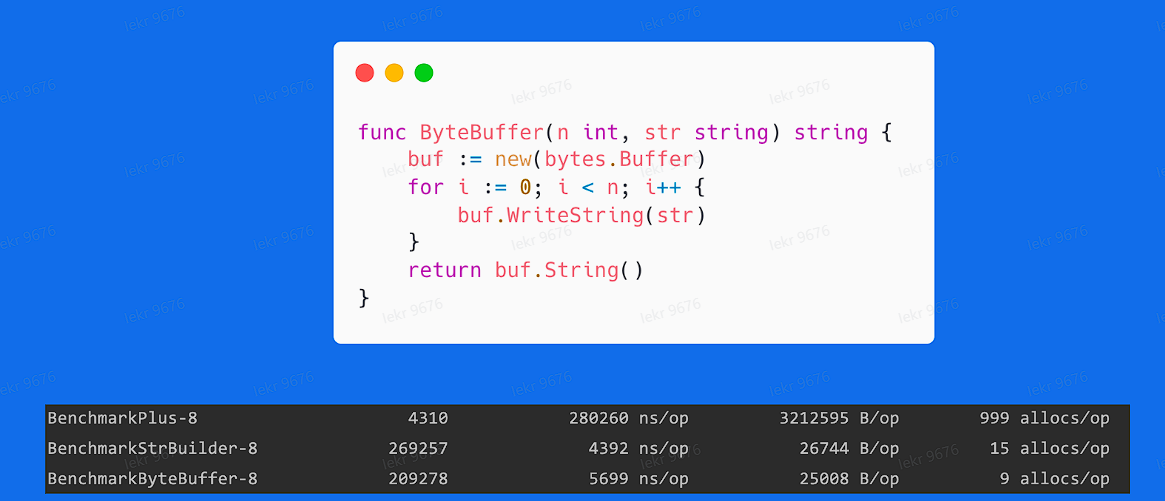 func ByteBuffer(n int, str string) string {
    buf := new(bytes.Buffer)
    for i := 0; i < n; i++ {
        buf.WriteString(str)
    }
    return buf.String()
}
BenchmarkPlus-8 4310 280260 ns/op 3212595 B/op 999 allocs/op
BenchmarkStrBuilder-8 269257 4392 ns/op 26744 B/op 15 allocs/op
BenchmarkByteBuffer-8 209278 5699 ns/op 25008 B/op 9 allocs/op
lekr 9676